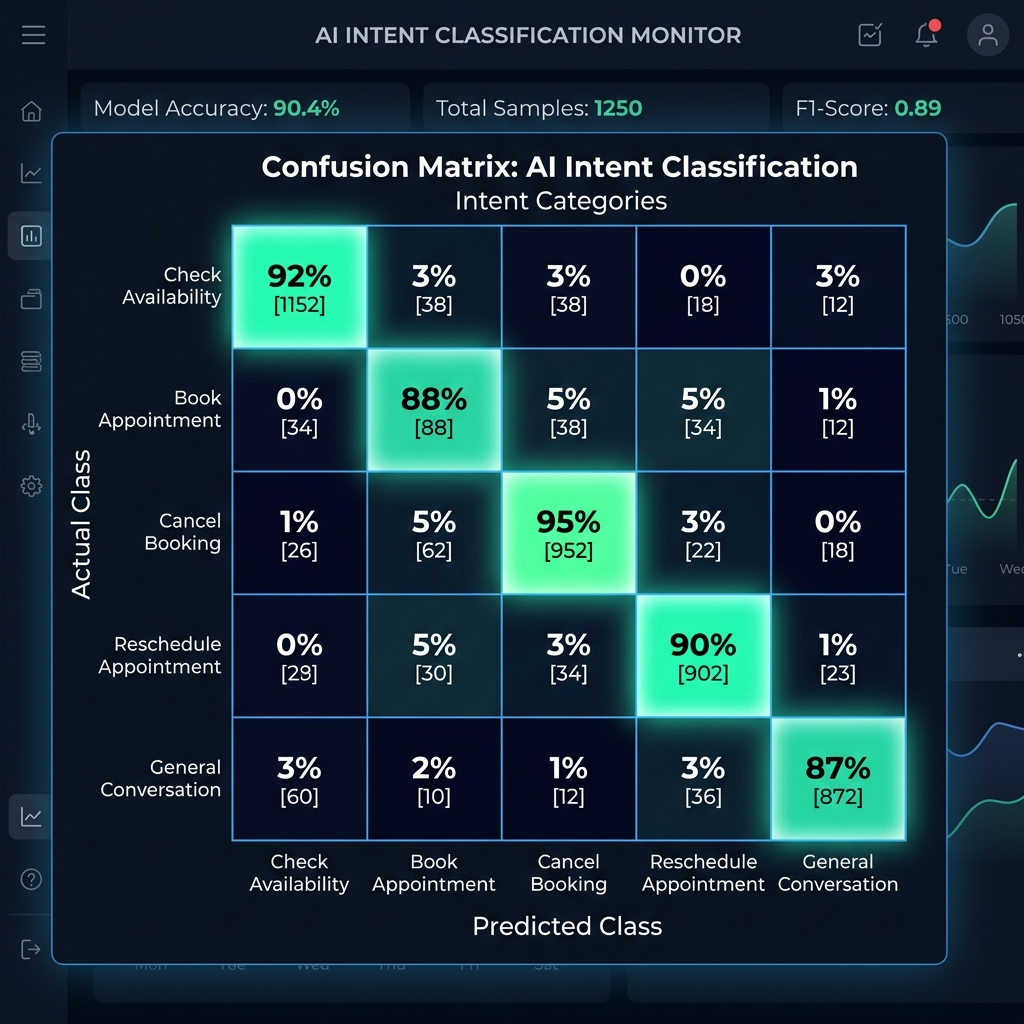 AI INTENT CLASSIFICATION MONITOR
Model Accuracy: 90.4%
Total Samples: 1250
F1-Score: 0.89
Confusion Matrix: AI Intent Classification
Intent Categories
Actual Class
Check
Availability
92%
[1152]
3%
[38]
3%
[38]
0%
[18]
3%
[12]
Book
Appointment
0%
[34]
88%
[88]
5%
[38]
5%
[34]
1%
[12]
Cancel
Booking
1%
[26]
5%
[62]
95%
[952]
3%
[22]
0%
[18]
Reschedule
Appointment
0%
[28]
5%
[30]
3%
[34]
90%
[902]
1%
[23]
General
Conversation
3%
[60]
2%
[10]
1%
[12]
3%
[36]
87%
[872]
Check
Availability
Book
Appointment
Cancel
Booking
Reschedule
Appointment
General
Conversation
Predicted Class